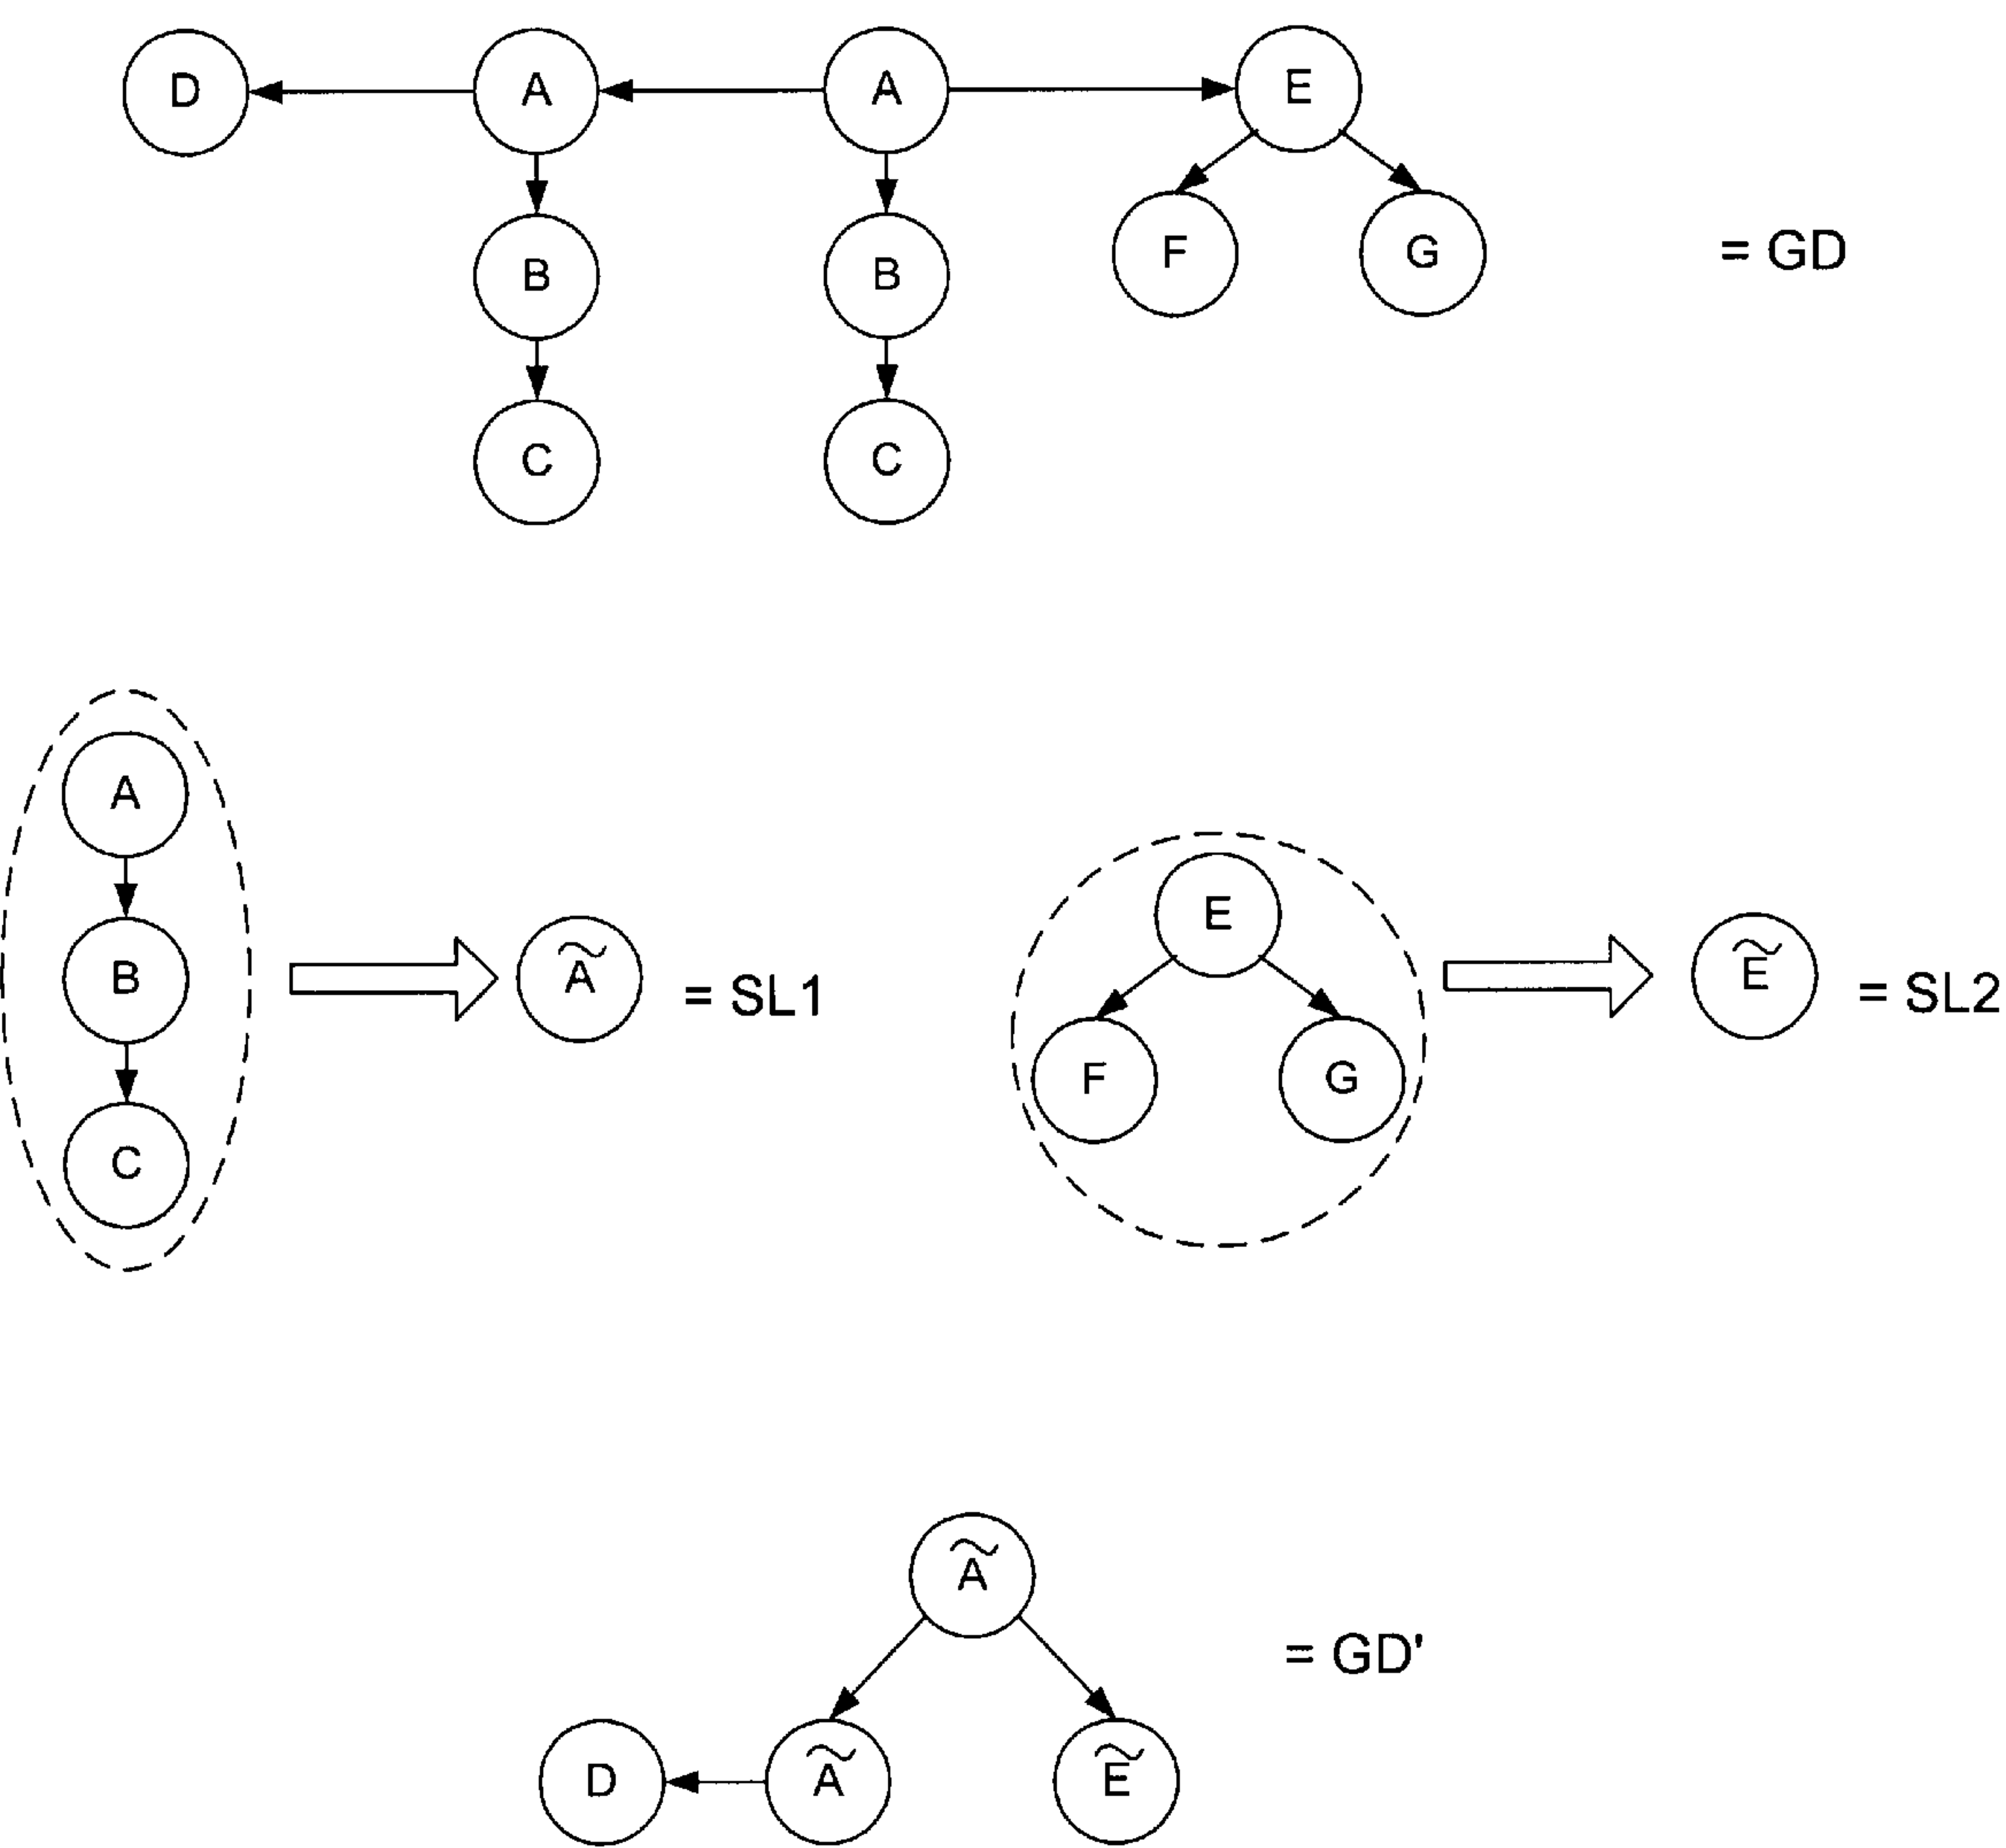 D A A E
B B F G = GD
C C
A
B
C
Ã = SL1
E
F G
Ẽ = SL2
Ã
= GD'
D Ã Ẽ